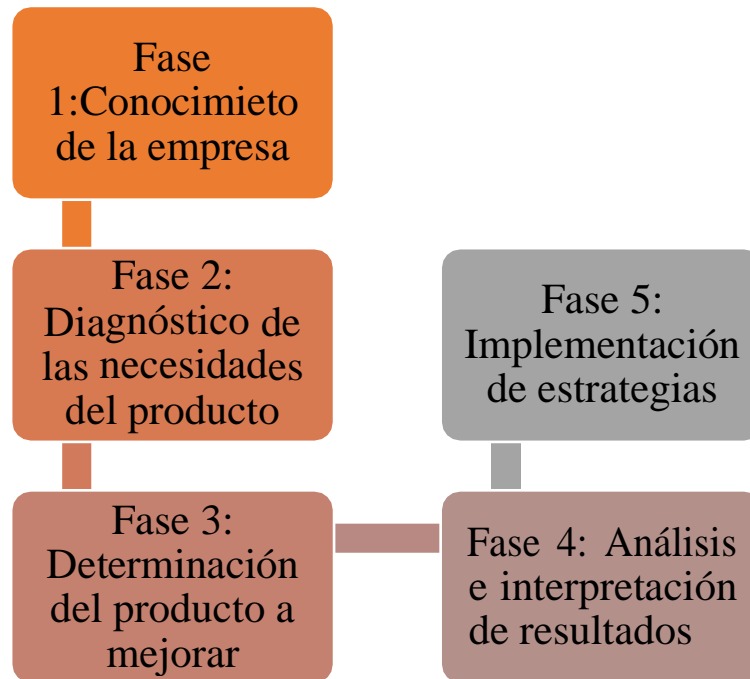 Fase
1:Conocimieto
de la empresa
Fase 2:
Diagnóstico de
las necesidades
del producto
Fase 3:
Determinación
del producto a
mejorar
Fase 4: Análisis
e interpretación
de resultados
Fase 5:
Implementación
de estrategias